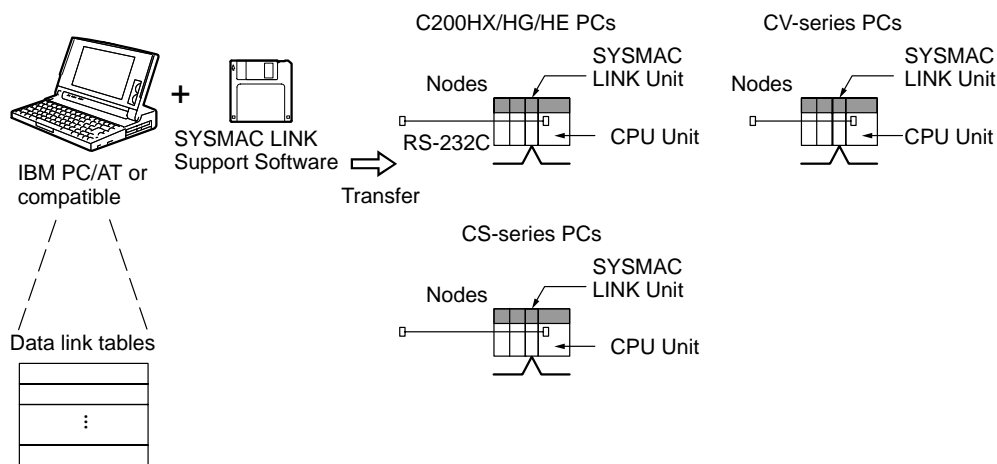 C200HX/HG/HE PCs
CV-series PCs
SYSMAC
LINK Unit
Nodes
RS-232C
CPU Unit
SYSMAC
LINK Unit
Nodes
CPU Unit
+
SYSMAC LINK
Support Software
IBM PC/AT or
compatible
Transfer
CS-series PCs
SYSMAC
LINK Unit
Nodes
CPU Unit
Data link tables